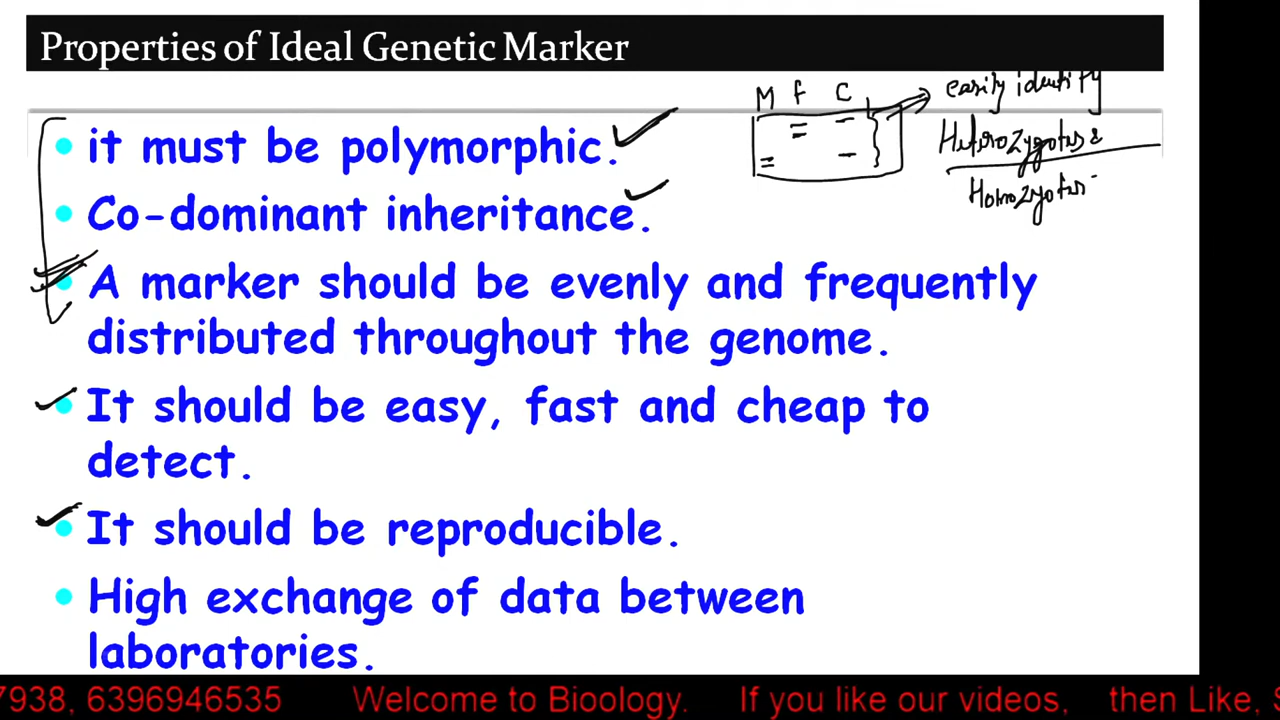 Properties of Ideal Genetic Marker
M F C
easily identify
Heterozygotes &
Homozygotes
• it must be polymorphic.
• Co-dominant inheritance.
• A marker should be evenly and frequently
distributed throughout the genome.
• It should be easy, fast and cheap to
detect.
• It should be reproducible.
• High exchange of data between
laboratories.
7938, 6396946535 Welcome to Bioology. If you like our videos, then Like, S